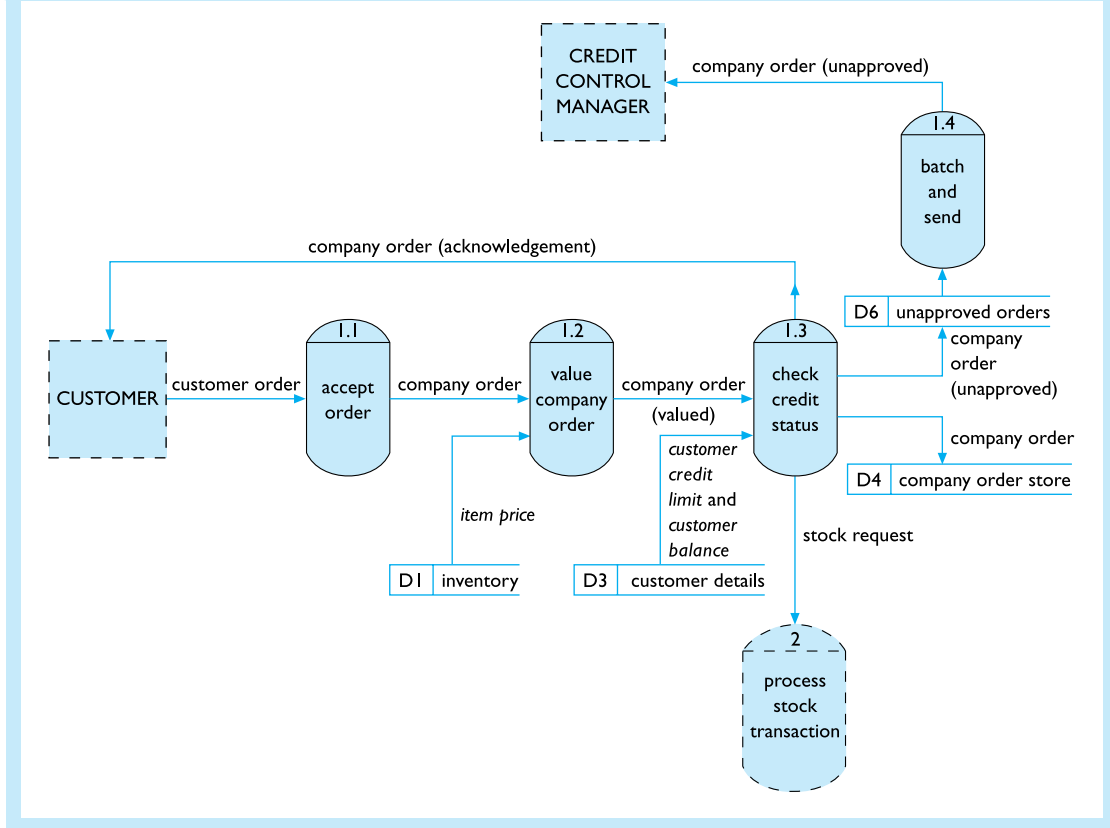 CREDIT
CONTROL
MANAGER
company order (unapproved)
1.4
batch
and
send
company order (acknowledgement)
D6 unapproved orders
CUSTOMER
customer order
1.1
accept
order
company order
1.2
value
company
order
company order
(valued)
1.3
check
credit
status
company
order
(unapproved)
company order
D4 company order store
item price
customer
credit
limit and
customer
balance
stock request
D1 inventory
D3 customer details
2
process
stock
transaction